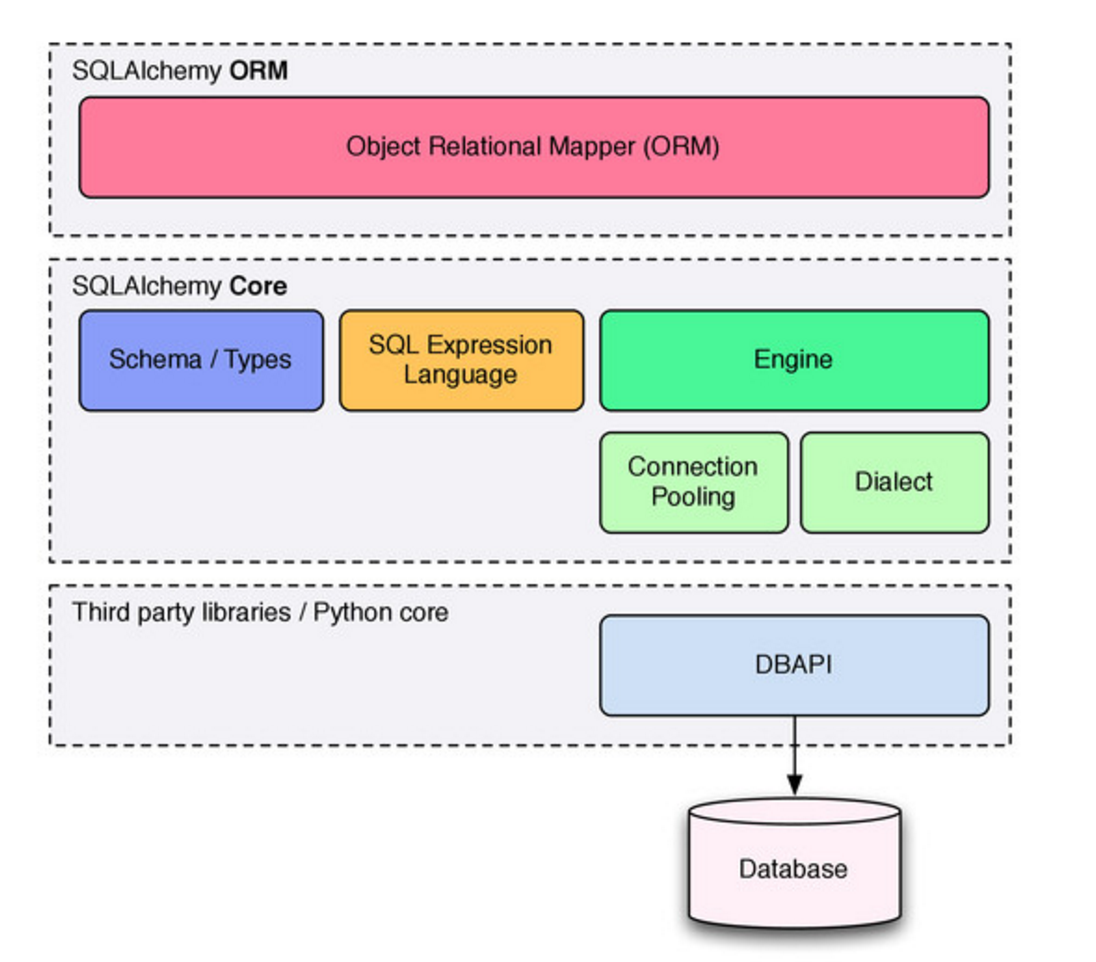 SQLAlchemy ORM
Object Relational Mapper (ORM)
SQLAlchemy Core
Schema / Types
SQL Expression
Language
Engine
Connection
Pooling
Dialect
Third party libraries / Python core
DBAPI
Database